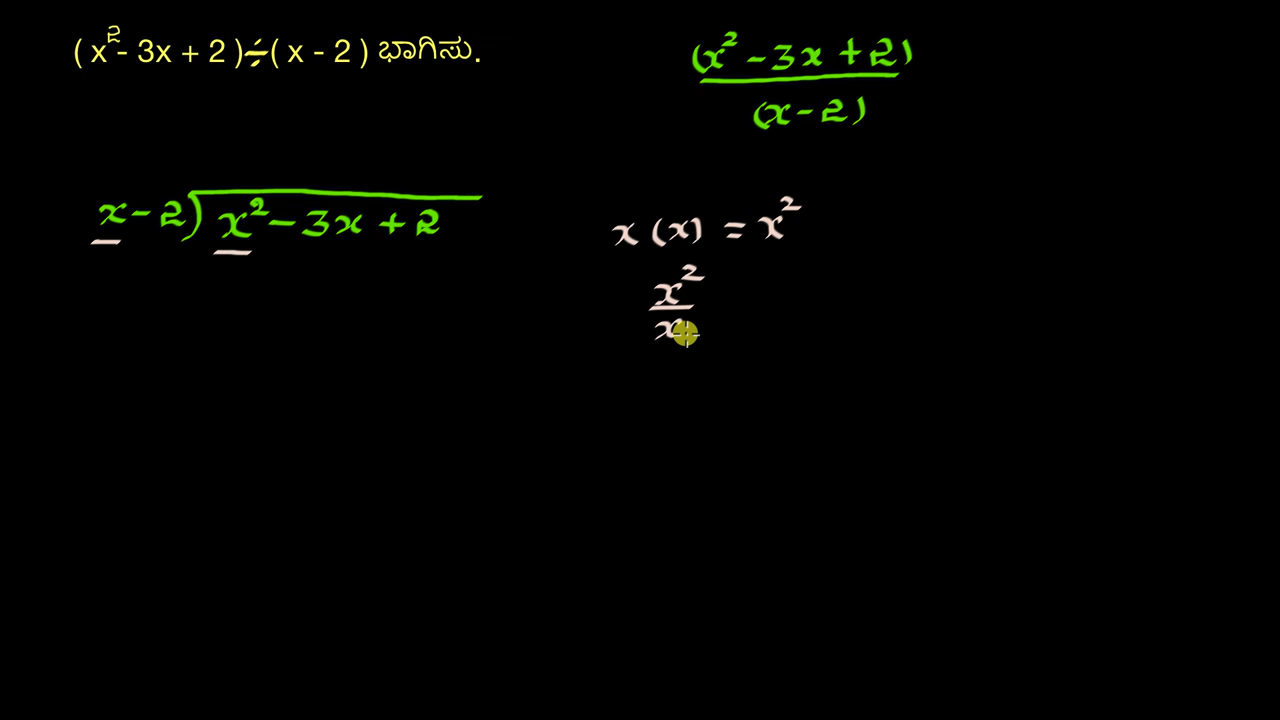 ( x² - 3x + 2 ) ÷ ( x - 2 ) ಭಾಗಿಸು.
(x² - 3x + 2)
(x - 2)
x - 2) x² - 3x + 2
x (x) = x²
x²
x